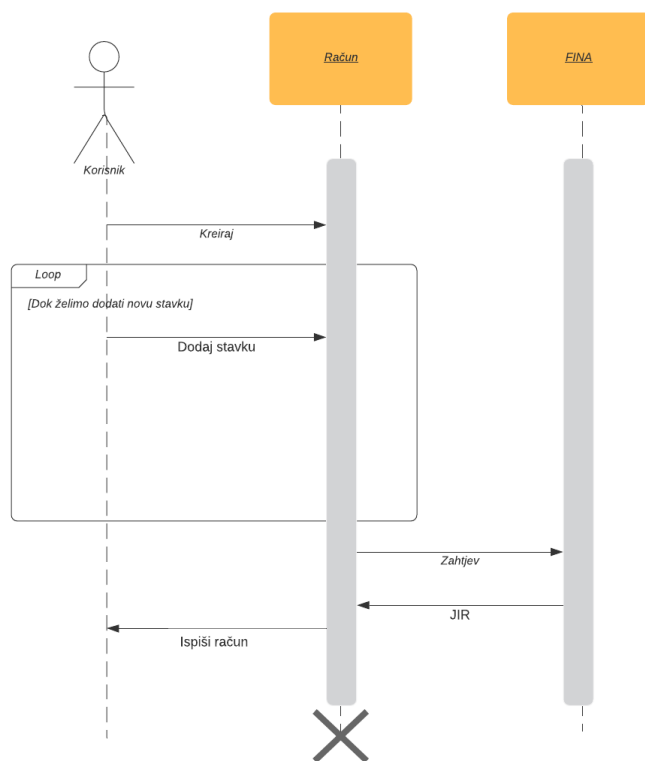 Račun
FINA
Korisnik
Kreiraj
Loop
[Dok želimo dodati novu stavku]
Dodaj stavku
Zahtjev
JIR
Ispiši račun